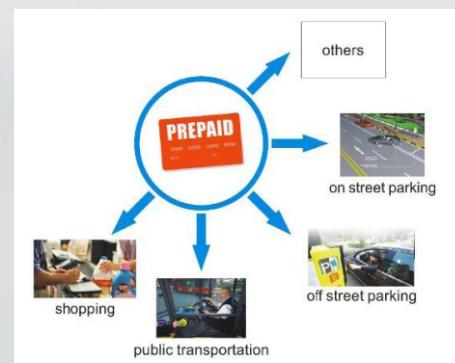 others
PREPAID
on street parking
off street parking
shopping
public transportation